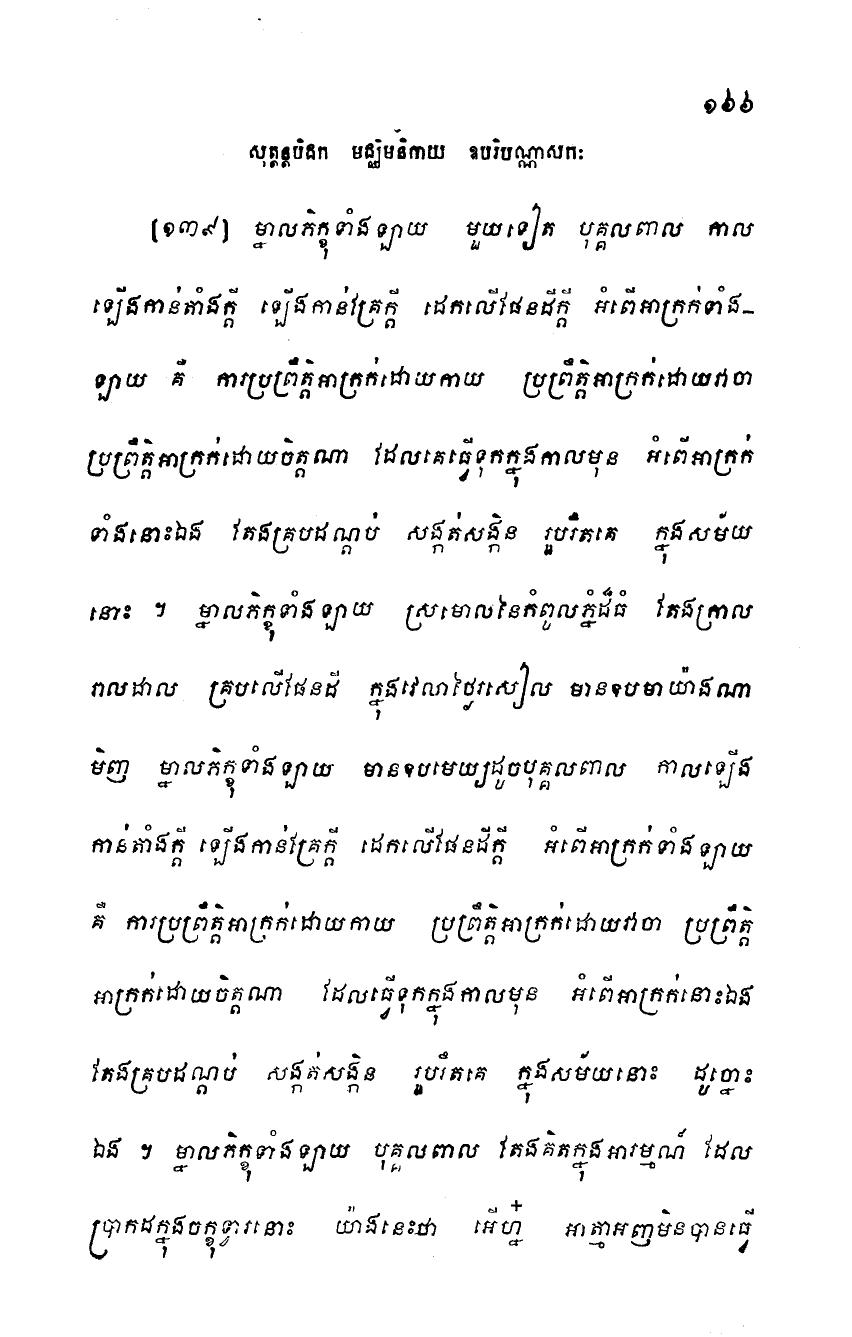 ១៦៦
សុត្តន្តបិដក មជ្ឈិមនិកាយ ឧបរិបណ្ណាសកៈ
[១៣៩] ម្នាលភិក្ខុទាំងឡាយ មួយទៀត បុគ្គលពាល កាល
ឡើងកាន់តាំងក្តី ឡើងកាន់គ្រែក្តី ដេកលើផែនដីក្តី អំពើអាក្រក់ទាំង-
ឡាយ គឺ ការប្រព្រឹត្តិអាក្រក់ដោយកាយ ប្រព្រឹត្តិអាក្រក់ដោយវាចា
ប្រព្រឹត្តិអាក្រក់ដោយចិត្តណា ដែលគេធ្វើទុកក្នុងកាលមុន អំពើអាក្រក់
ទាំងនោះឯង តែងគ្របដណ្តប់ សង្កត់សង្កិន រួបរឹតគេ ក្នុងសម័យ
នោះ ។ ម្នាលភិក្ខុទាំងឡាយ ស្រមោលនៃកំពូលភ្នំដ៏ធំ តែងក្រាល
រាលដាល គ្របលើផែនដី ក្នុងវេលាថ្ងៃរសៀល មានឧបមាយ៉ាងណា
មិញ ម្នាលភិក្ខុទាំងឡាយ មានឧបមេយ្យដូចបុគ្គលពាល កាលឡើង
កាន់តាំងក្តី ឡើងកាន់គ្រែក្តី ដេកលើផែនដីក្តី អំពើអាក្រក់ទាំងឡាយ
គឺ ការប្រព្រឹត្តិអាក្រក់ដោយកាយ ប្រព្រឹត្តិអាក្រក់ដោយវាចា ប្រព្រឹត្តិ
អាក្រក់ដោយចិត្តណា ដែលធ្វើទុកក្នុងកាលមុន អំពើអាក្រក់នោះឯង
តែងគ្របដណ្តប់ សង្កត់សង្កិន រួបរឹតគេ ក្នុងសម័យនោះ ដូច្នោះ
ឯង ។ ម្នាលភិក្ខុទាំងឡាយ បុគ្គលពាល តែងគិតក្នុងអារម្មណ៍ ដែល
ប្រាកដក្នុងចក្ខុទ្វារនោះ យ៉ាងនេះថា អើហ្ន៎ អាត្មាអញមិនបានធ្វើ